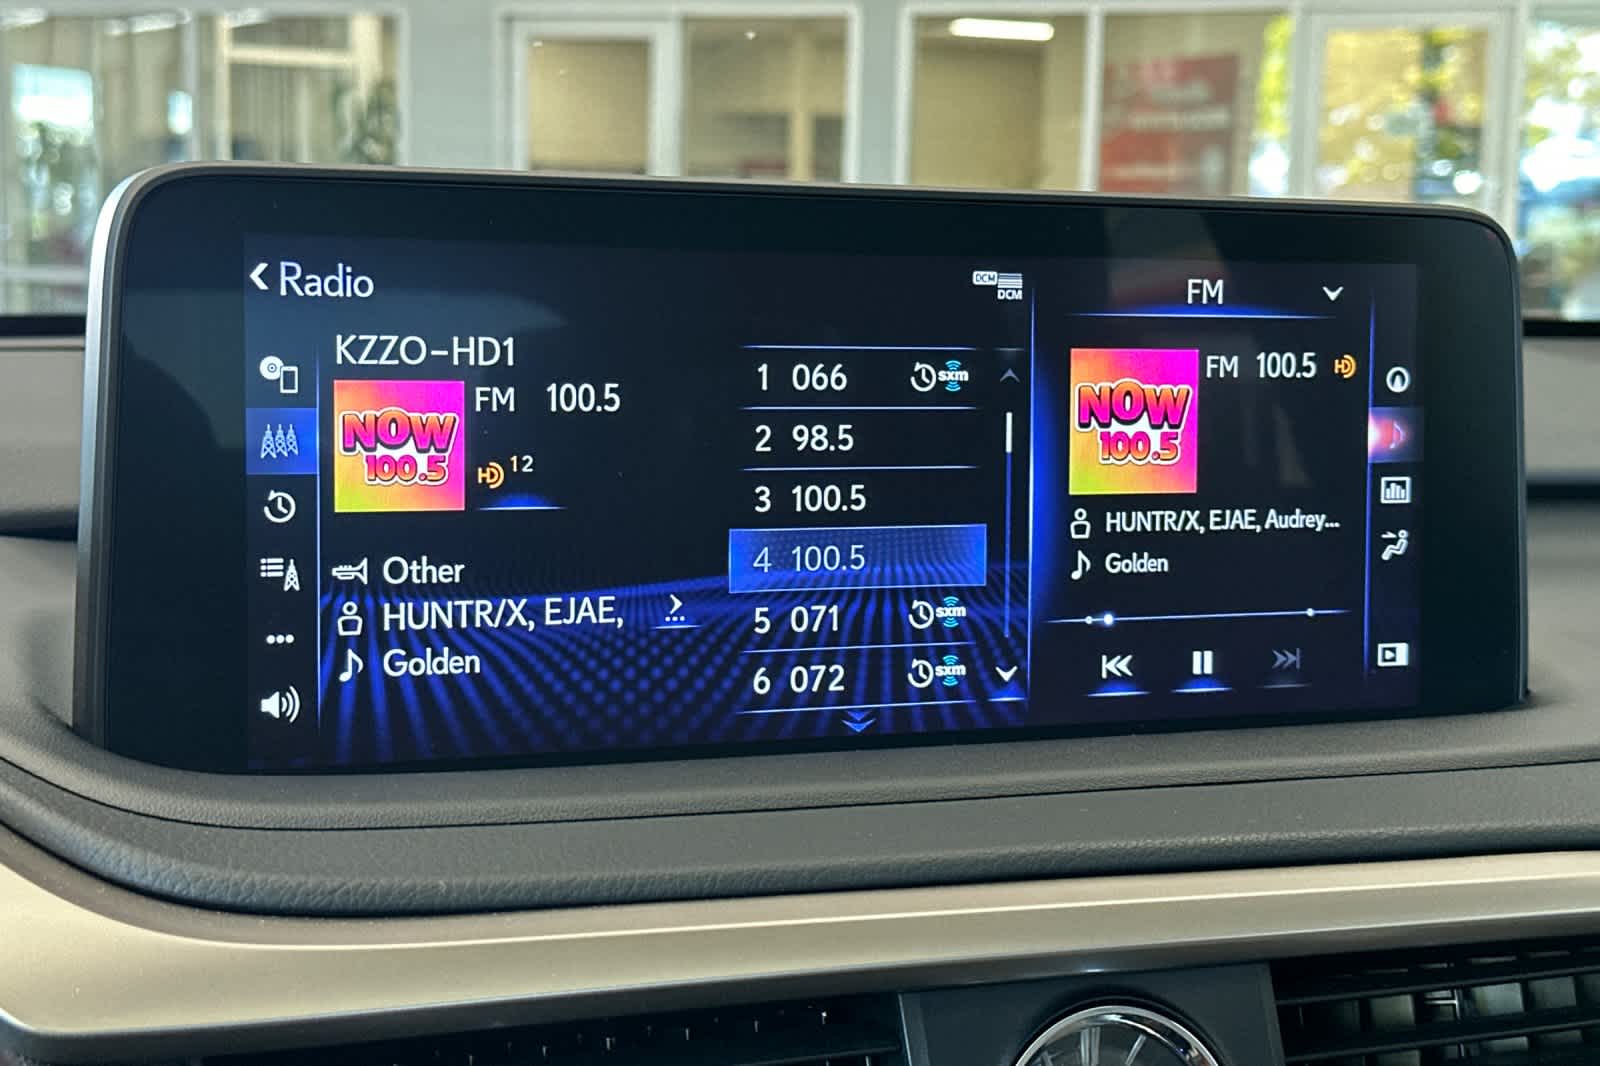 Radio
DCM
DCM
KZZO-HD1
NOW
100.5
FM 100.5
HD 1 2
Other
HUNTR/X, EJAE,
Golden
1 066 sxm
2 98.5
3 100.5
4 100.5
5 071 sxm
6 072 sxm
FM
NOW
100.5
FM 100.5 HD
HUNTR/X, EJAE, Audrey...
Golden